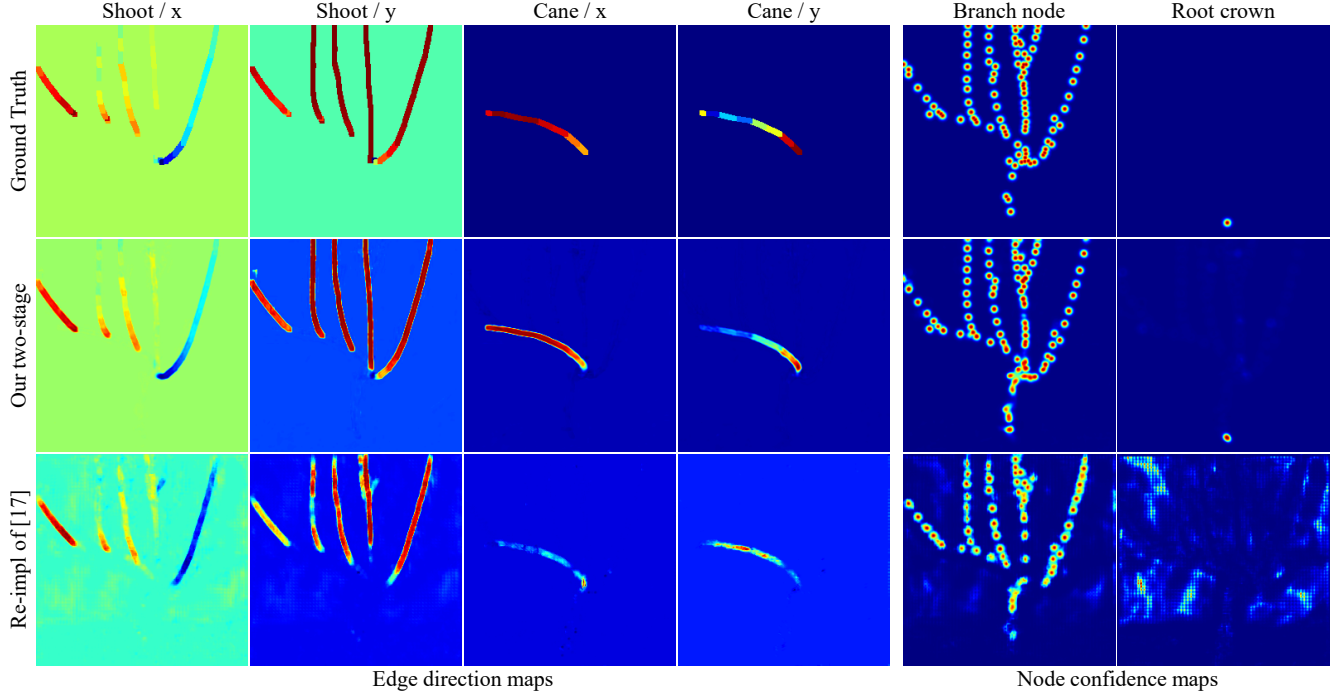 Shoot / x Shoot / y Cane / x Cane / y Branch node Root crown
Ground Truth
Our two-stage
Re-impl of [17]
Edge direction maps Node confidence maps